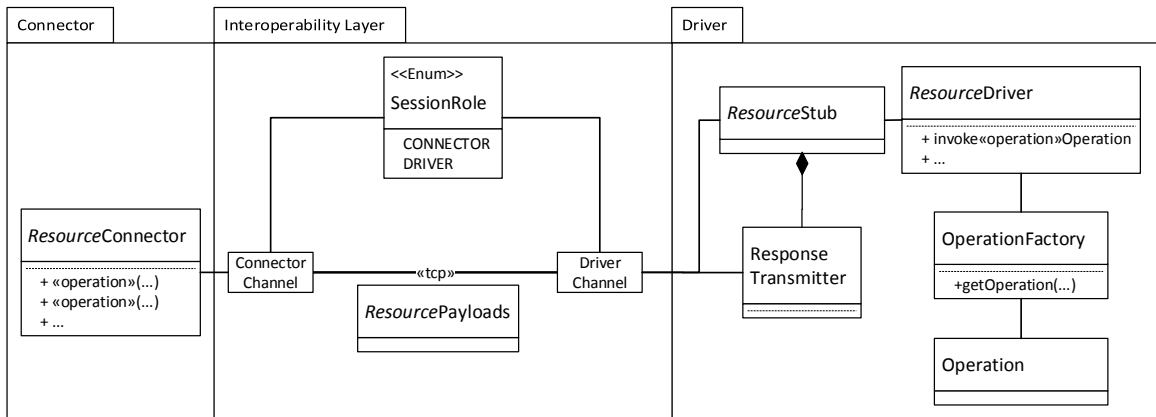 Connector
Interoperability Layer
Driver
<<Enum>>
SessionRole
CONNECTOR
DRIVER
ResourceStub
ResourceDriver
+ invoke«operation»Operation
+ ...
ResourceConnector
+ «operation»(...)
+ «operation»(...)
+ ...
Connector
Channel
«tcp»
Driver
Channel
ResourcePayloads
Response
Transmitter
OperationFactory
+getOperation(...)
Operation